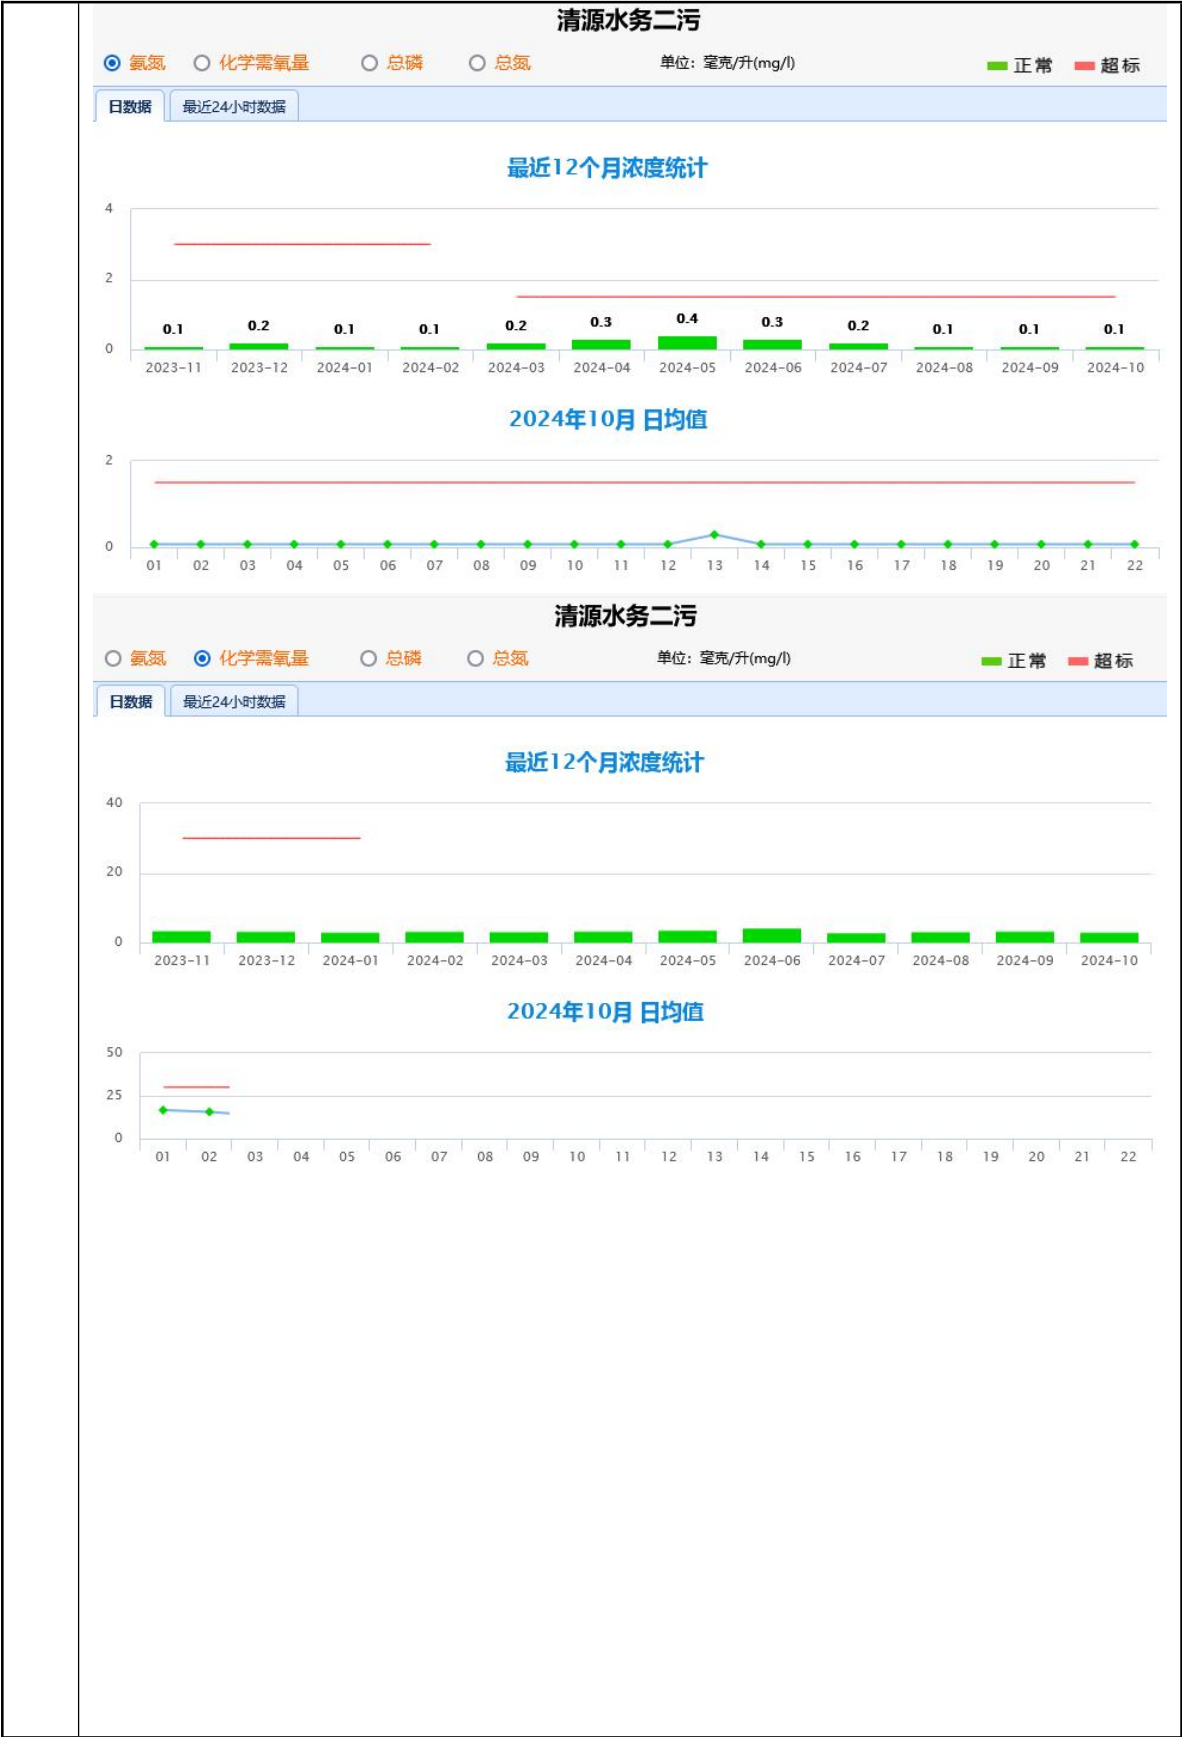 清源水务二污
氨氮 化学需氧量 总磷 总氮 单位：毫克/升(mg/l) 正常 超标
日数据 最近24小时数据
最近12个月浓度统计
4
2
0
0.1 0.2 0.1 0.1 0.2 0.3 0.4 0.3 0.2 0.1 0.1 0.1
2023-11 2023-12 2024-01 2024-02 2024-03 2024-04 2024-05 2024-06 2024-07 2024-08 2024-09 2024-10
2024年10月 日均值
2
0
01 02 03 04 05 06 07 08 09 10 11 12 13 14 15 16 17 18 19 20 21 22
清源水务二污
氨氮 化学需氧量 总磷 总氮 单位：毫克/升(mg/l) 正常 超标
日数据 最近24小时数据
最近12个月浓度统计
40
20
0
2023-11 2023-12 2024-01 2024-02 2024-03 2024-04 2024-05 2024-06 2024-07 2024-08 2024-09 2024-10
2024年10月 日均值
50
25
0
01 02 03 04 05 06 07 08 09 10 11 12 13 14 15 16 17 18 19 20 21 22